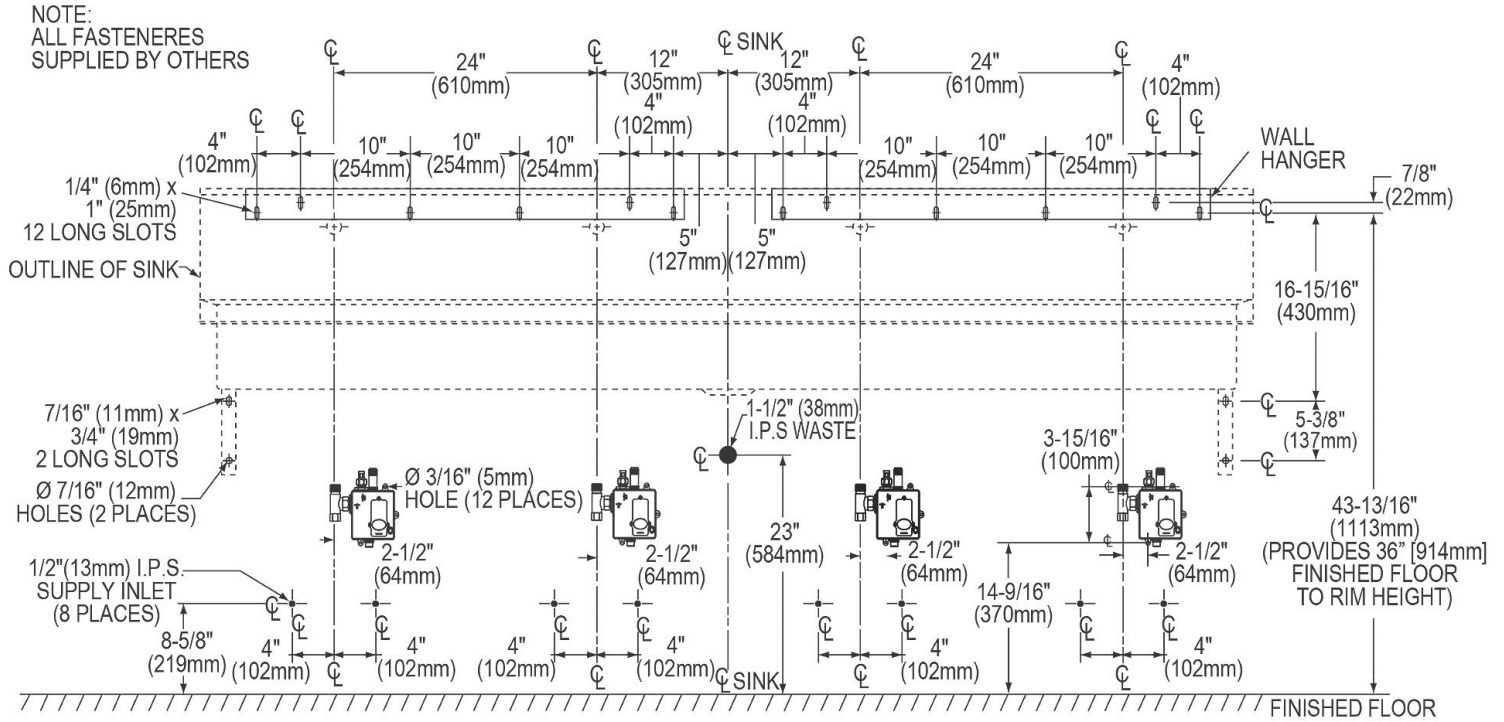 NOTE:
ALL FASTENERES
SUPPLIED BY OTHERS
℄
24"
(610mm)
℄
12"
(305mm)
℄ SINK
12"
(305mm)
℄
24"
(610mm)
℄
4"
(102mm)
4"
(102mm)
℄
℄
10"
(254mm)
10"
(254mm)
10"
(254mm)
4"
(102mm)
4"
(102mm)
10"
(254mm)
10"
(254mm)
10"
(254mm)
℄
℄
WALL
HANGER
7/8"
(22mm)
℄
1/4" (6mm) x
1" (25mm)
12 LONG SLOTS
OUTLINE OF SINK
5"
(127mm)
5"
(127mm)
16-15/16"
(430mm)
7/16" (11mm) x
3/4" (19mm)
2 LONG SLOTS
Ø 7/16" (12mm)
HOLES (2 PLACES)
1-1/2" (38mm)
I.P.S WASTE
℄
℄
5-3/8"
(137mm)
℄
Ø 3/16" (5mm)
HOLE (12 PLACES)
3-15/16"
(100mm)
℄
℄
23"
(584mm)
43-13/16"
(1113mm)
(PROVIDES 36" [914mm]
FINISHED FLOOR
TO RIM HEIGHT)
2-1/2"
(64mm)
2-1/2"
(64mm)
2-1/2"
(64mm)
2-1/2"
(64mm)
14-9/16"
(370mm)
1/2"(13mm) I.P.S.
SUPPLY INLET
(8 PLACES)
℄
℄
℄
℄
℄
℄
℄
℄
℄
8-5/8"
(219mm)
4"
(102mm)
4"
(102mm)
4"
(102mm)
4"
(102mm)
4"
(102mm)
4"
(102mm)
℄
℄
℄ SINK
℄
℄
FINISHED FLOOR